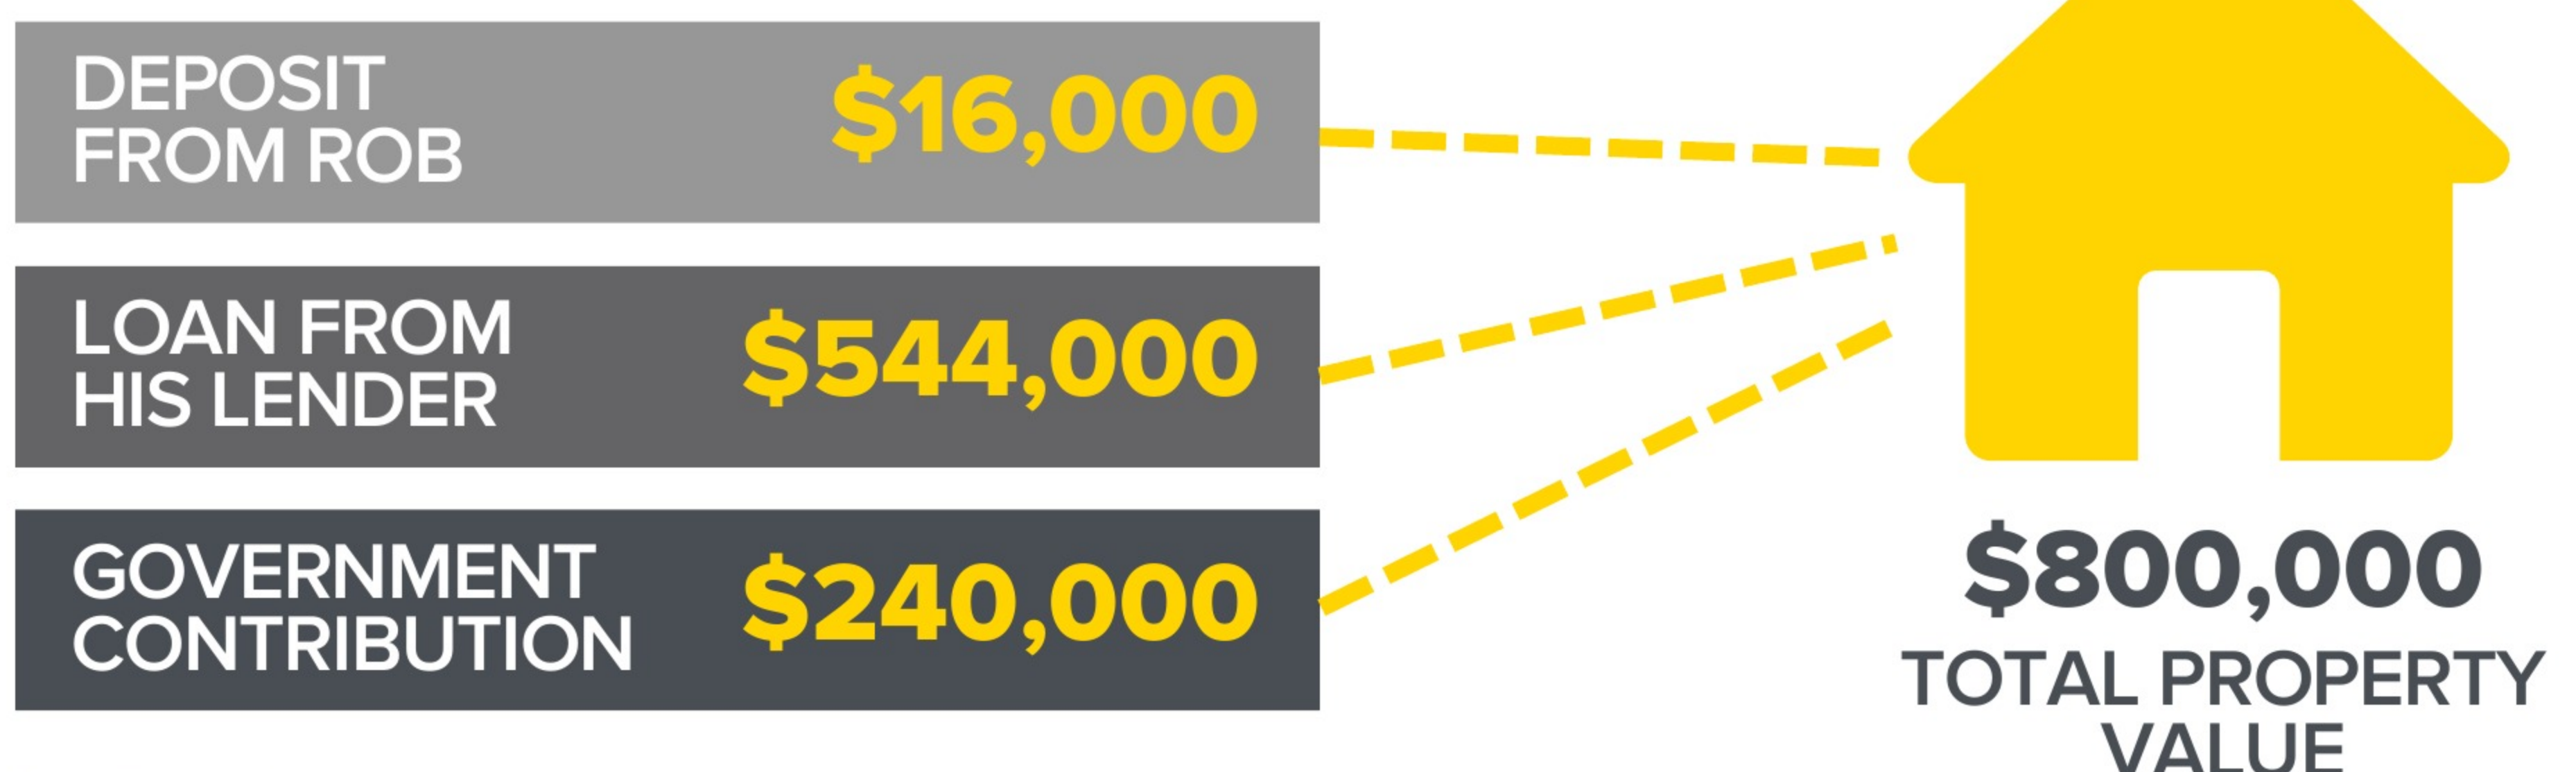 DEPOSIT
FROM ROB
$16,000
LOAN FROM
HIS LENDER
$544,000
GOVERNMENT
CONTRIBUTION
$240,000
$800,000
TOTAL PROPERTY
VALUE